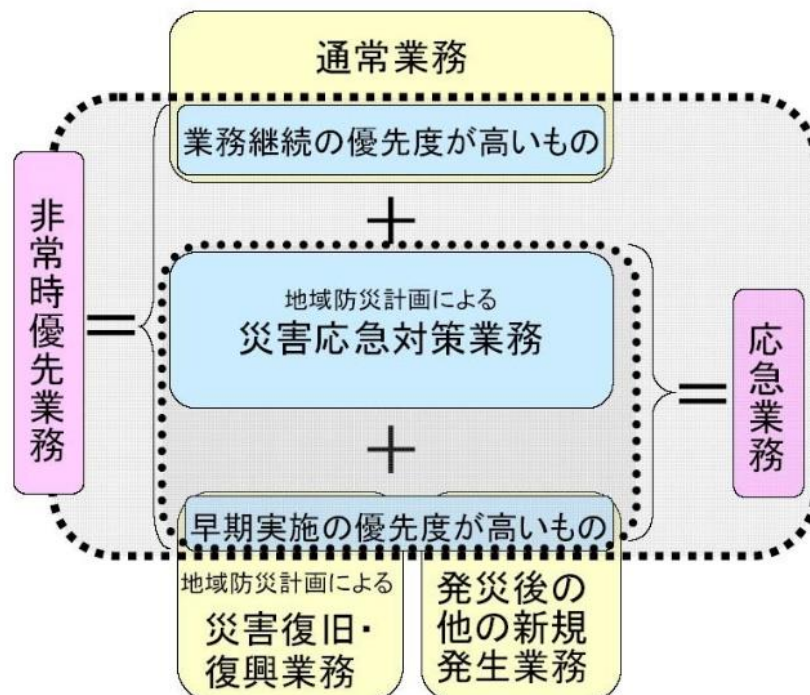 通常業務
業務継続の優先度が高いもの
＋
非常時優先業務
＝
地域防災計画による
災害応急対策業務
＝
応急業務
＋
早期実施の優先度が高いもの
地域防災計画による
災害復旧・
復興業務
発災後の
他の新規
発生業務